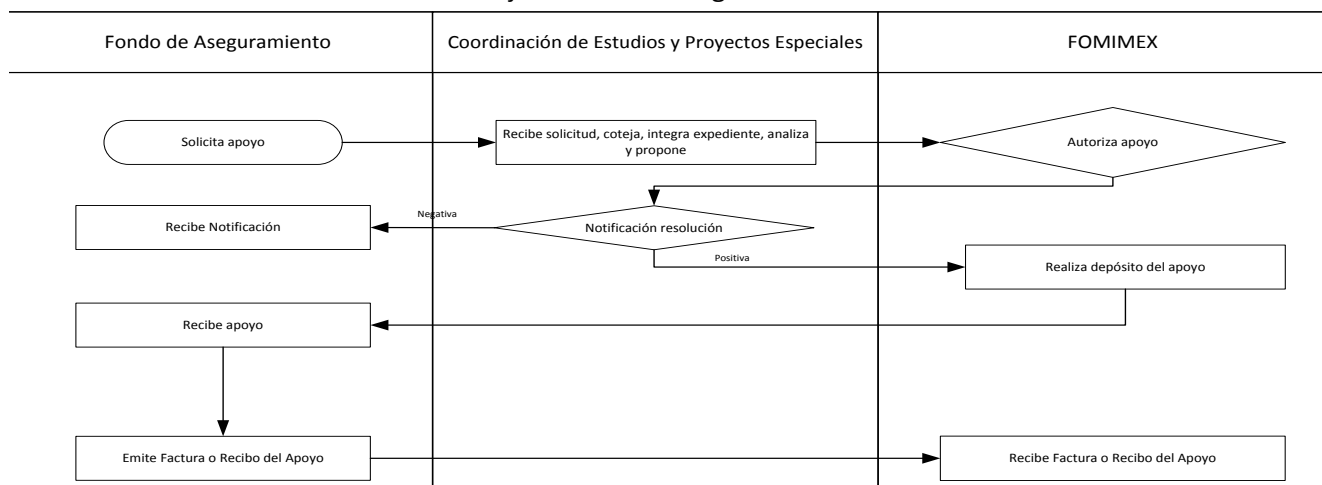 Fondo de Aseguramiento
Coordinación de Estudios y Proyectos Especiales
FOMIMEX
Solicita apoyo
Recibe solicitud, coteja, integra expediente, analiza
y propone
Autoriza apoyo
Recibe Notificación
Negativa
Notificación resolución
Positiva
Realiza depósito del apoyo
Recibe apoyo
Emite Factura o Recibo del Apoyo
Recibe Factura o Recibo del Apoyo